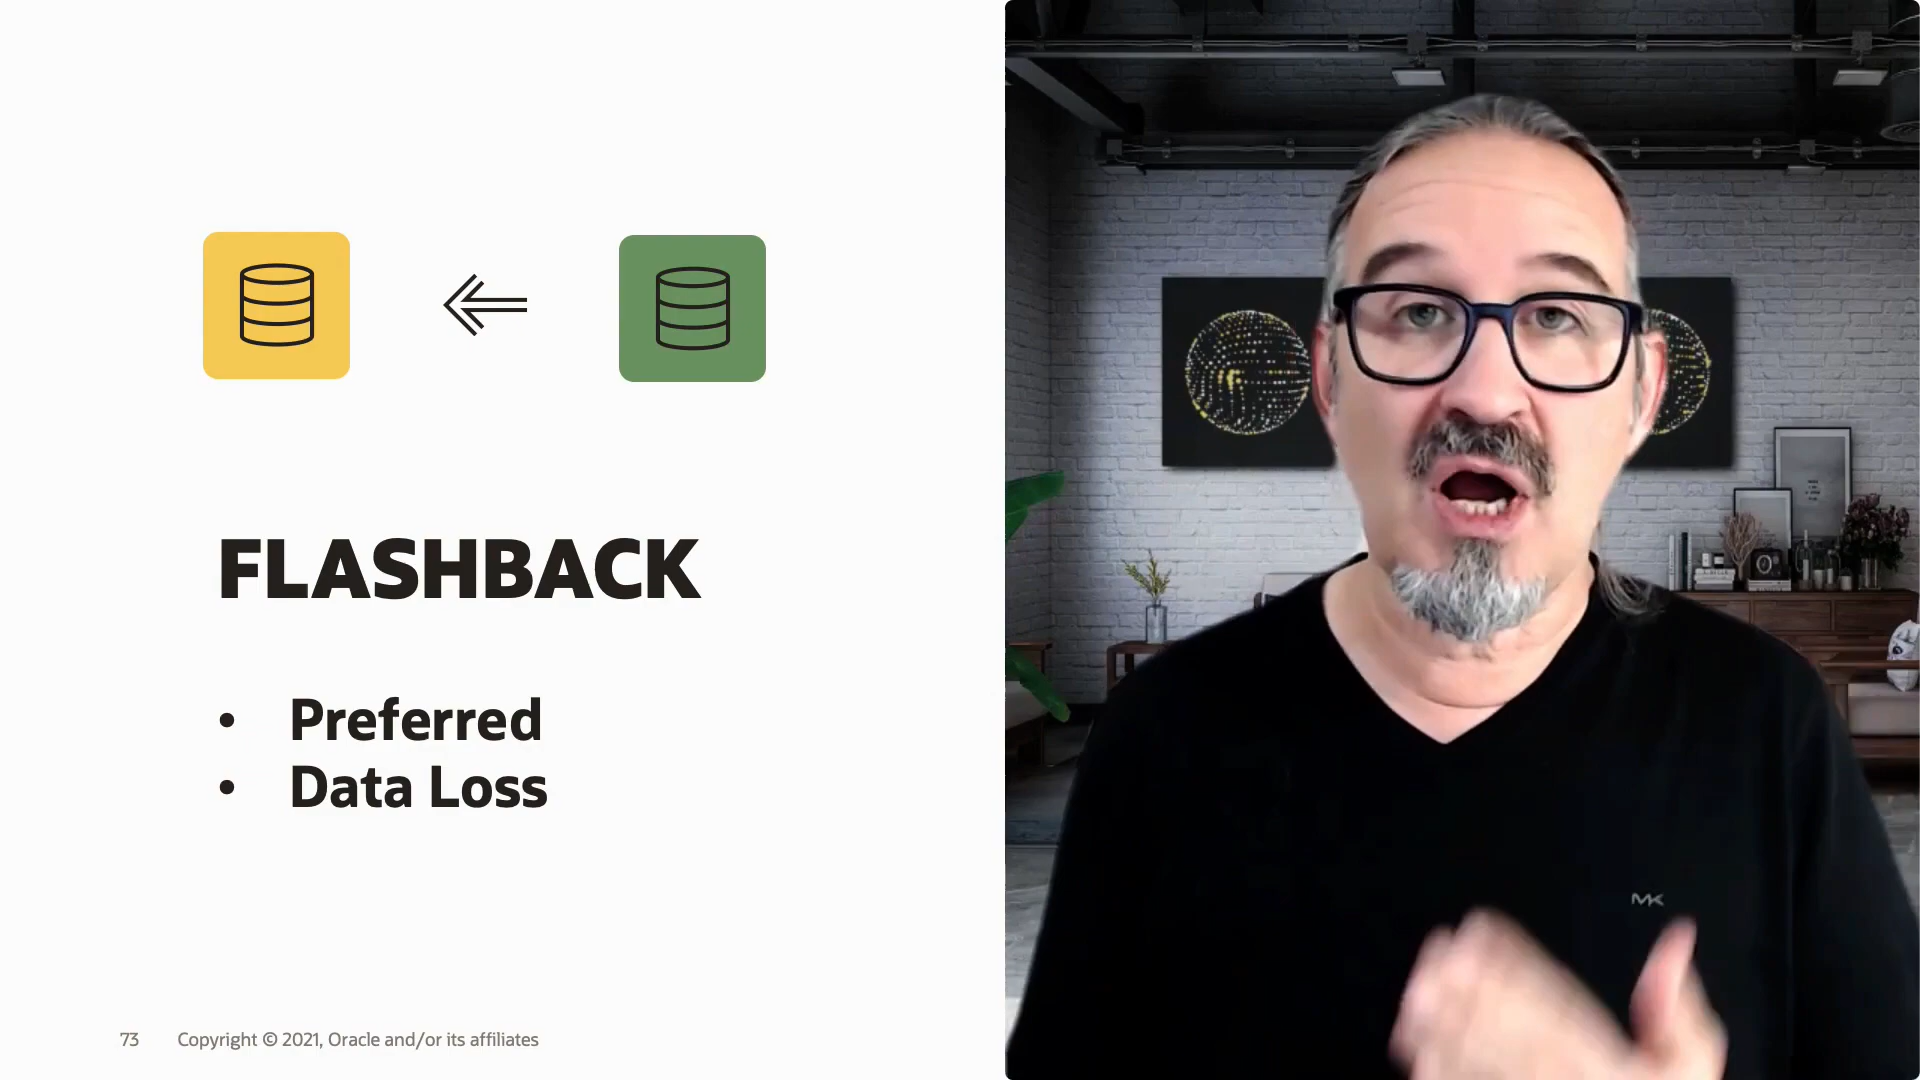 FLASHBACK
• Preferred
• Data Loss
73 Copyright © 2021, Oracle and/or its affiliates
MK